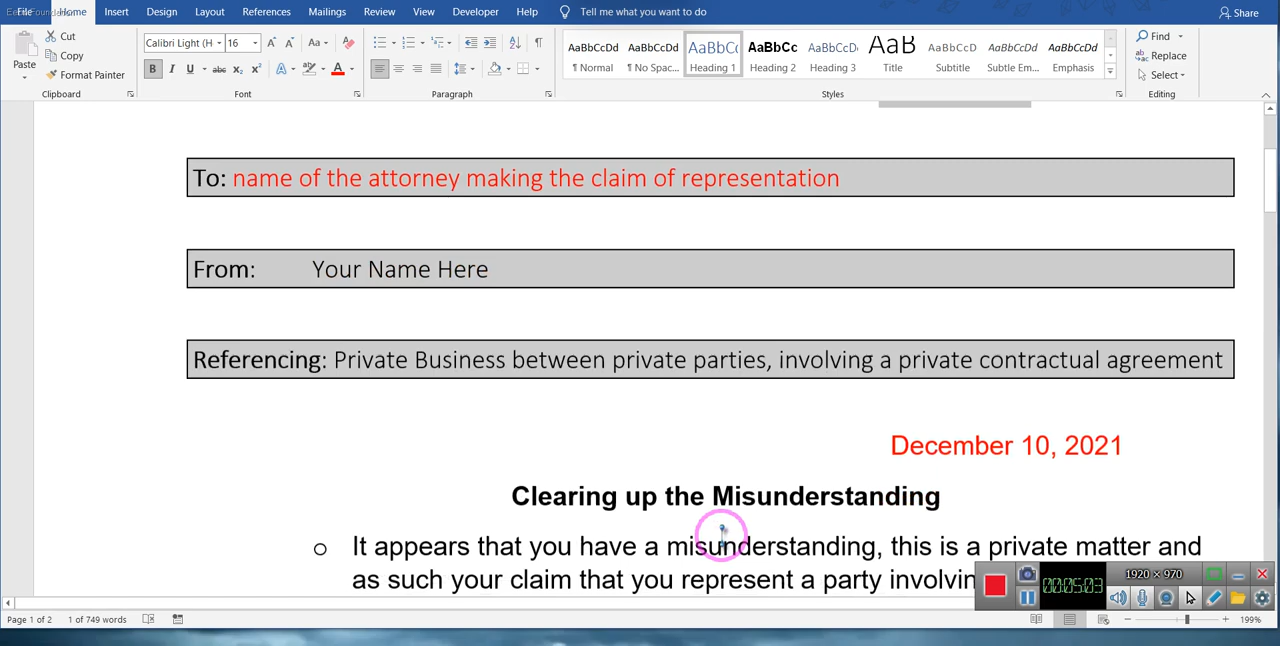 File Home Insert Design Layout References Mailings Review View Developer Help Tell me what you want to do Share
Cut
Copy
Format Painter
Paste
Calibri Light (H 16
AaBbCcDd AaBbCcDd AaBbC( AaBbCc AaBbCcD AaB AaBbCcD AaBbCcDd AaBbCcDd
¶ Normal ¶ No Spac... Heading 1 Heading 2 Heading 3 Title Subtitle Subtle Em... Emphasis
Find
Replace
Select
Clipboard Font Paragraph Styles Editing
To: name of the attorney making the claim of representation
From: Your Name Here
Referencing: Private Business between private parties, involving a private contractual agreement
December 10, 2021
Clearing up the Misunderstanding
o It appears that you have a misunderstanding, this is a private matter and
as such your claim that you represent a party involvin
1920 × 970
00:05:03
Page 1 of 2 1 of 749 words 199%